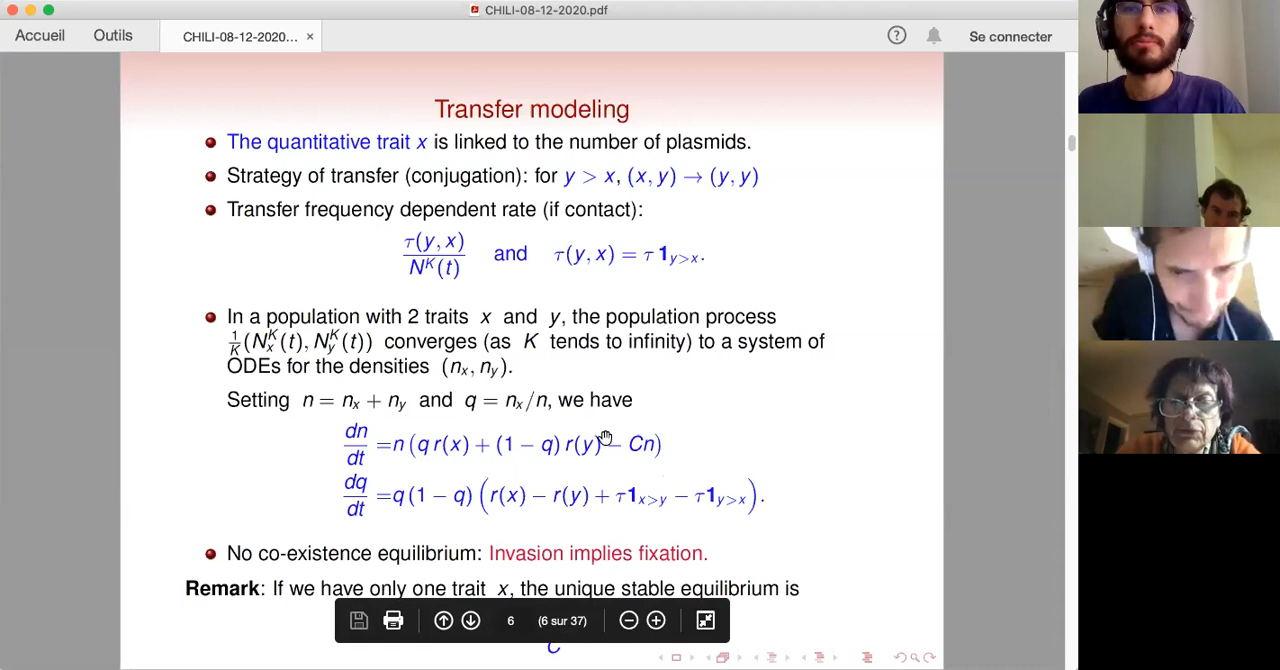 CHILI-08-12-2020.pdf
Accueil Outils CHILI-08-12-2020... × Se connecter
Transfer modeling
The quantitative trait x is linked to the number of plasmids.
Strategy of transfer (conjugation): for y > x, (x, y) → (y, y)
Transfer frequency dependent rate (if contact):
τ(y, x) / N^K(t) and τ(y, x) = τ 1_{y>x}.
In a population with 2 traits x and y, the population process
1/K (N_x^K(t), N_y^K(t)) converges (as K tends to infinity) to a system of
ODEs for the densities (n_x, n_y).
Setting n = n_x + n_y and q = n_x/n, we have
dn/dt = n (q r(x) + (1 − q) r(y) − Cn)
dq/dt = q (1 − q) (r(x) − r(y) + τ1_{x>y} − τ1_{y>x}).
No co-existence equilibrium: Invasion implies fixation.
Remark: If we have only one trait x, the unique stable equilibrium is
6 (6 sur 37)
C